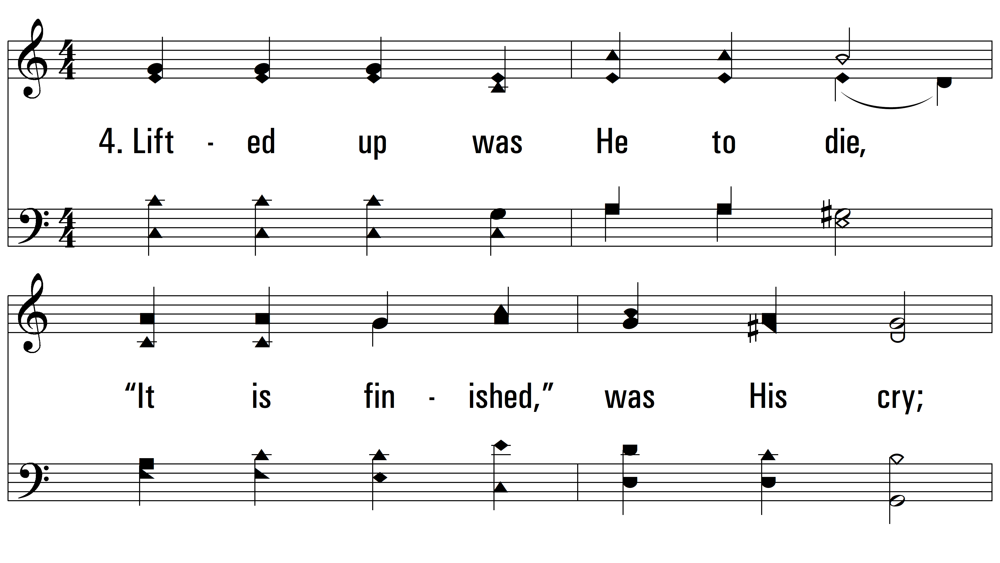 4. Lift - ed up was He to die,
“It is fin - ished,” was His cry;